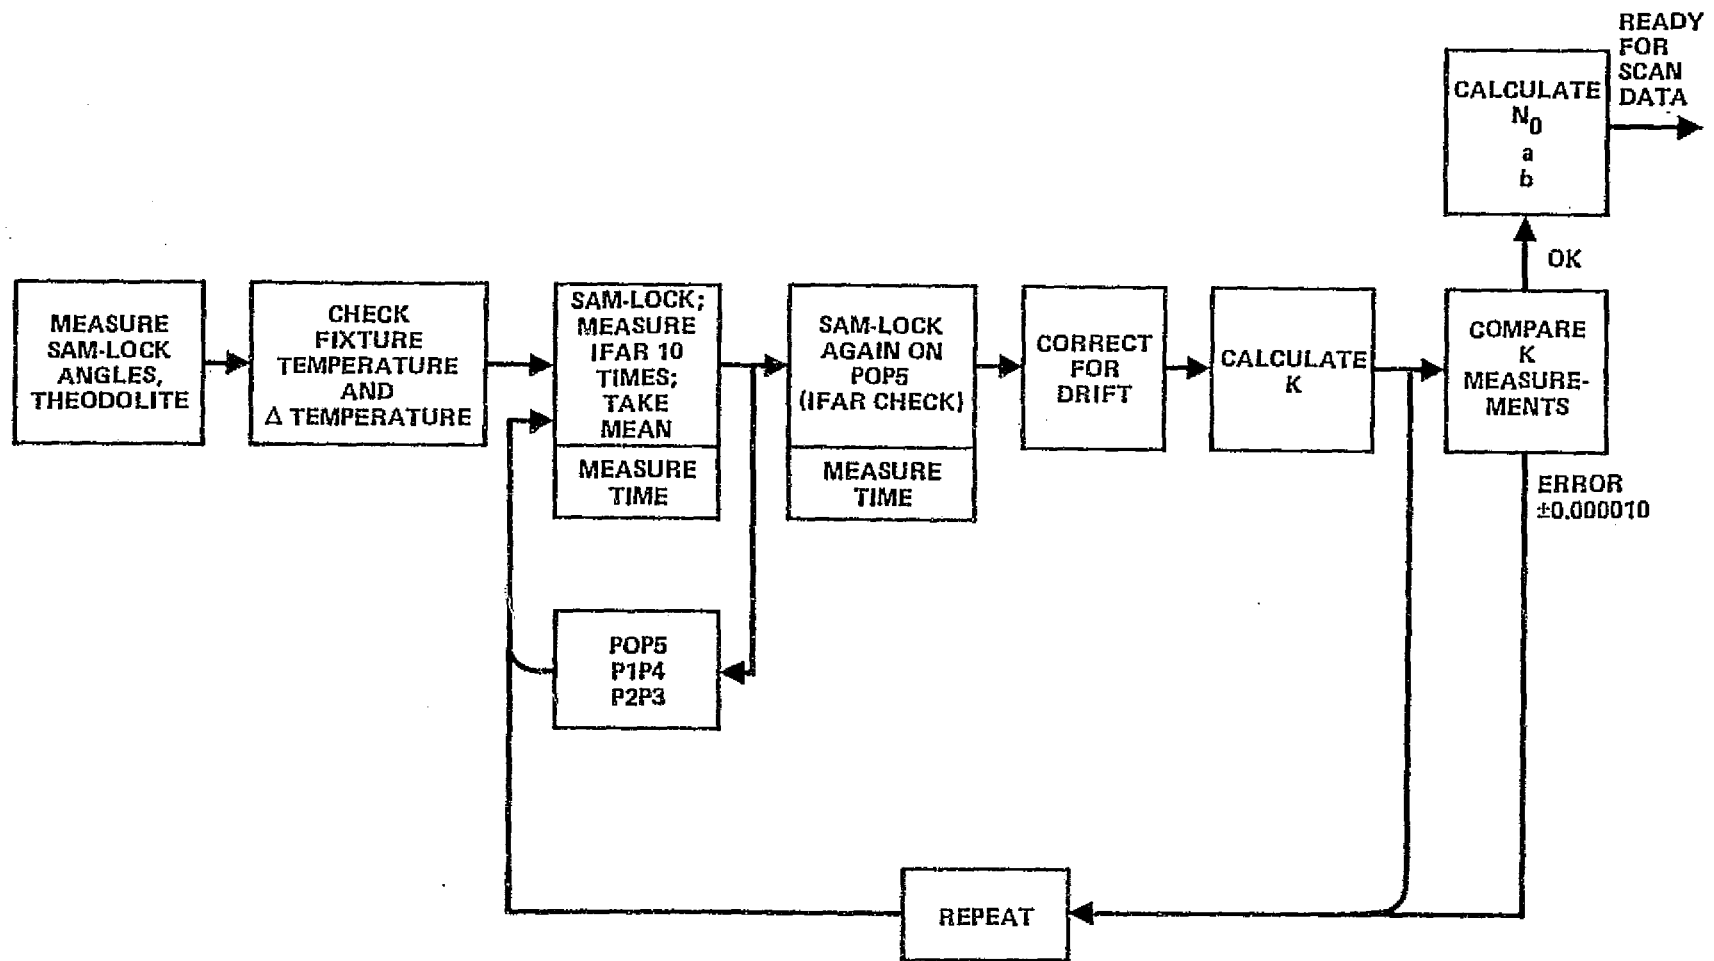 READY
FOR
SCAN
DATA
CALCULATE
N0
a
b
OK
MEASURE
SAM-LOCK
ANGLES,
THEODOLITE
CHECK
FIXTURE
TEMPERATURE
AND
Δ TEMPERATURE
SAM-LOCK;
MEASURE
IFAR 10
TIMES;
TAKE
MEAN
MEASURE
TIME
SAM-LOCK
AGAIN ON
POP5
(IFAR CHECK)
MEASURE
TIME
CORRECT
FOR
DRIFT
CALCULATE
K
COMPARE
K
MEASURE-
MENTS
ERROR
±0.000010
POP5
P1P4
P2P3
REPEAT